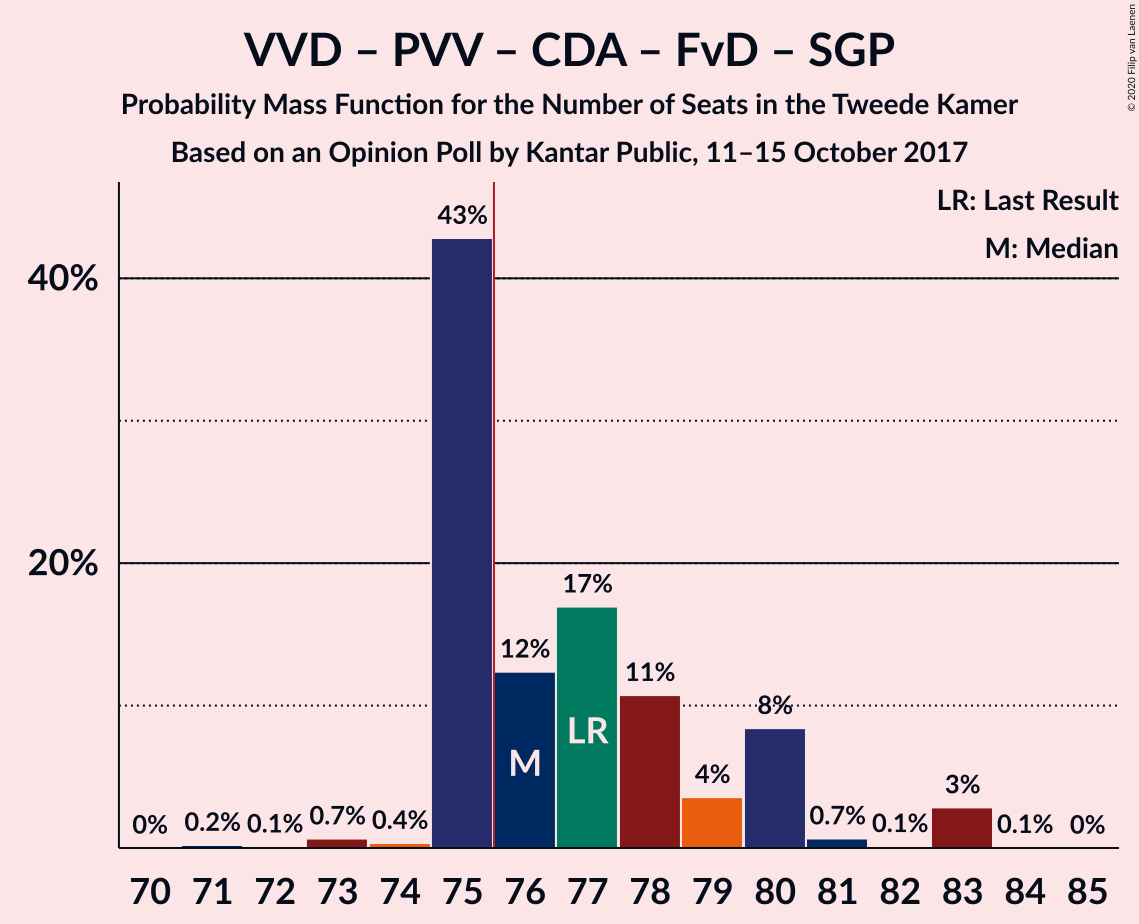 VVD – PVV – CDA – FvD – SGP
Probability Mass Function for the Number of Seats in the Tweede Kamer
Based on an Opinion Poll by Kantar Public, 11–15 October 2017
© 2020 Filip van Laenen
LR: Last Result
M: Median
40%
20%
0%
0.2%
0.1%
0.7%
0.4%
43%
12%
17%
11%
4%
8%
0.7%
0.1%
3%
0.1%
0%
M
LR
70 71 72 73 74 75 76 77 78 79 80 81 82 83 84 85